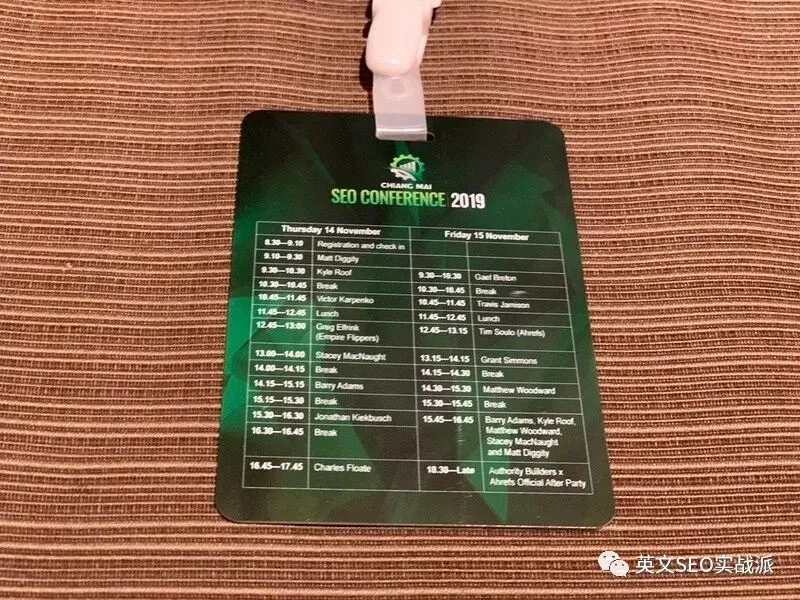 CHIANG MAI
SEO CONFERENCE 2019
Thursday 14 November
8.30—9.10 Registration and check in
9.10—9.30 Matt Diggity
9.30—10.30 Kyle Roof
10.30—10.45 Break
10.45—11.45 Victor Karpenko
11.45—12.45 Lunch
12.45—13:00 Greg Elfrink
(Empire Flippers)
13.00—14.00 Stacey MacNaught
14.00—14.15 Break
14.15—15.15 Barry Adams
15.15—15.30 Break
15.30—16.30 Jonathan Kiekbusch
16.30—16.45 Break
16.45—17.45 Charles Floate
Friday 15 November
9.30—10.30 Gael Breton
10.30—10.45 Break
10.45—11.45 Travis Jamison
11.45—12.45 Lunch
12.45—13.15 Tim Soulo (Ahrefs)
13.15—14.15 Grant Simmons
14.15—14.30 Break
14.30—15.30 Matthew Woodward
15.30—15.45 Break
15.45—16.45 Barry Adams, Kyle Roof,
Matthew Woodward,
Stacey MacNaught
and Matt Diggity
18.30—Late Authority Builders x
Ahrefs Official After Party
英文SEO实战派